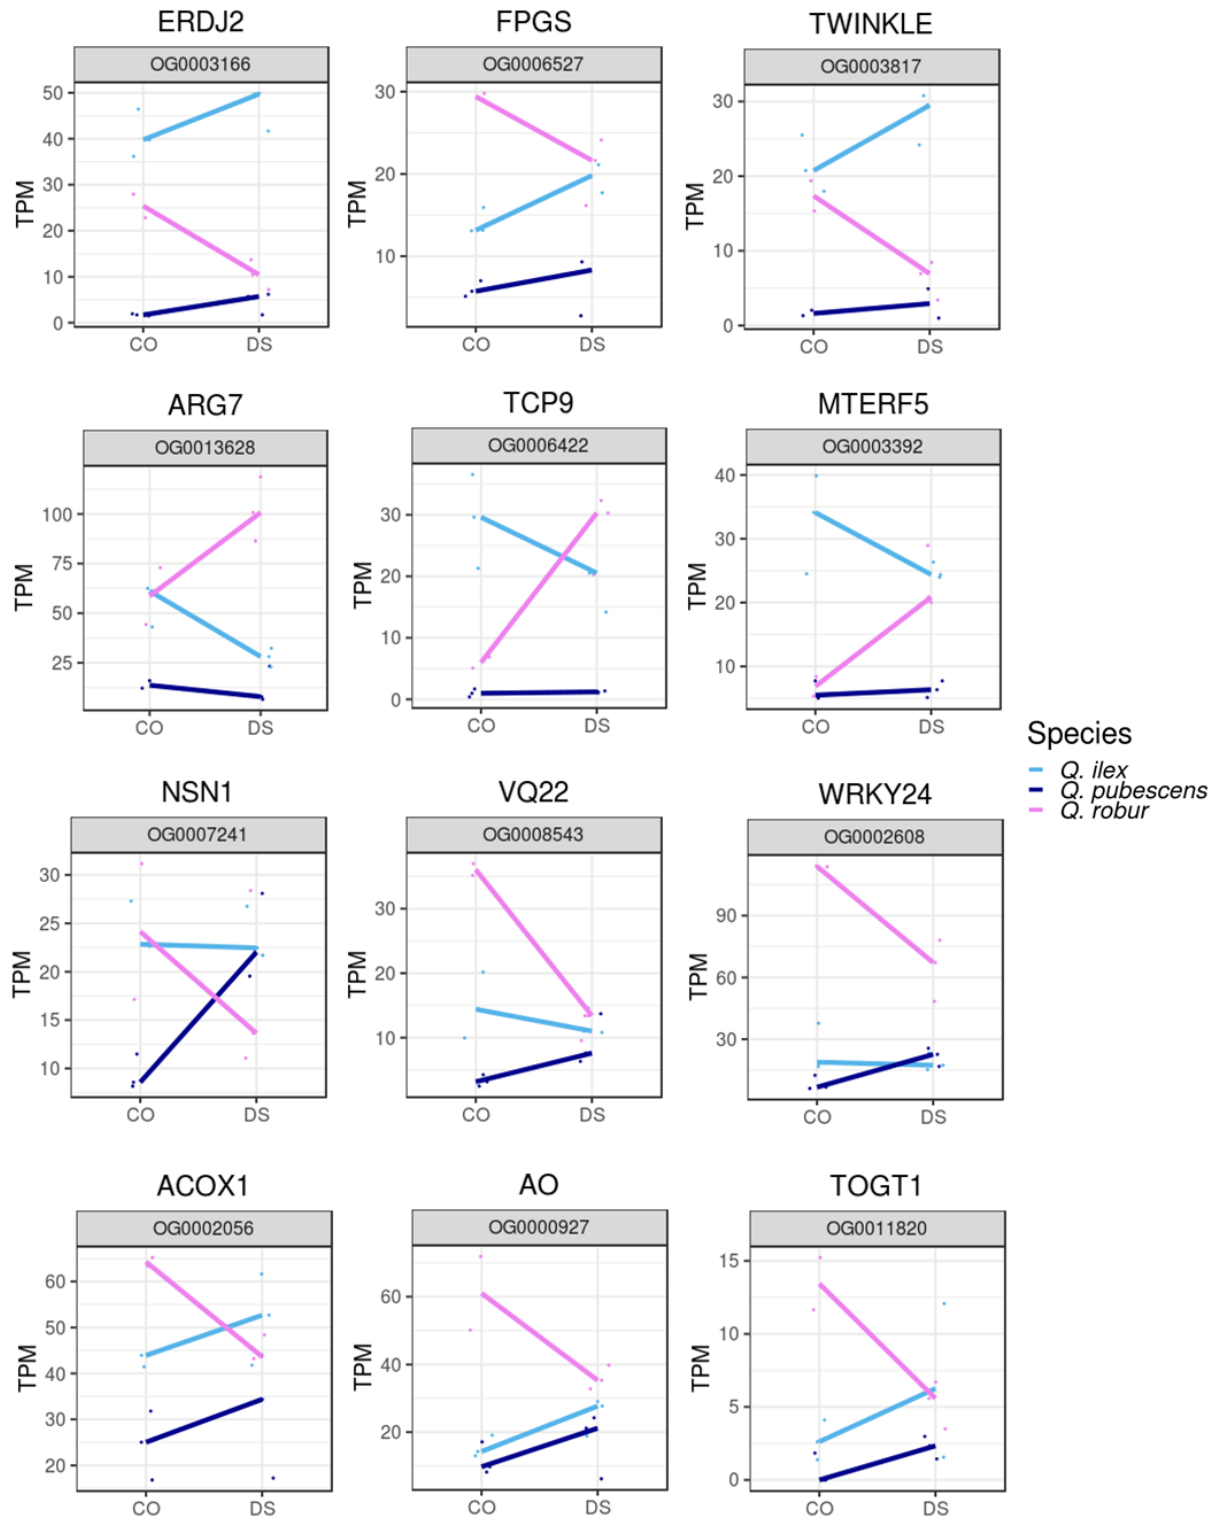 ERDJ2 FPGS TWINKLE
OG0003166 OG0006527 OG0003817
TPM
50
40
30
20
10
0
CO DS
TPM
30
20
10
CO DS
TPM
30
20
10
0
CO DS
ARG7 TCP9 MTERF5
OG0013628 OG0006422 OG0003392
TPM
100
75
50
25
CO DS
TPM
30
20
10
0
CO DS
TPM
40
30
20
10
CO DS
Species
Q. ilex
Q. pubescens
Q. robur
NSN1 VQ22 WRKY24
OG0007241 OG0008543 OG0002608
TPM
30
25
20
15
10
CO DS
TPM
30
20
10
CO DS
TPM
90
60
30
CO DS
ACOX1 AO TOGT1
OG0002056 OG0000927 OG0011820
TPM
60
50
40
30
20
CO DS
TPM
60
40
20
CO DS
TPM
15
10
5
0
CO DS